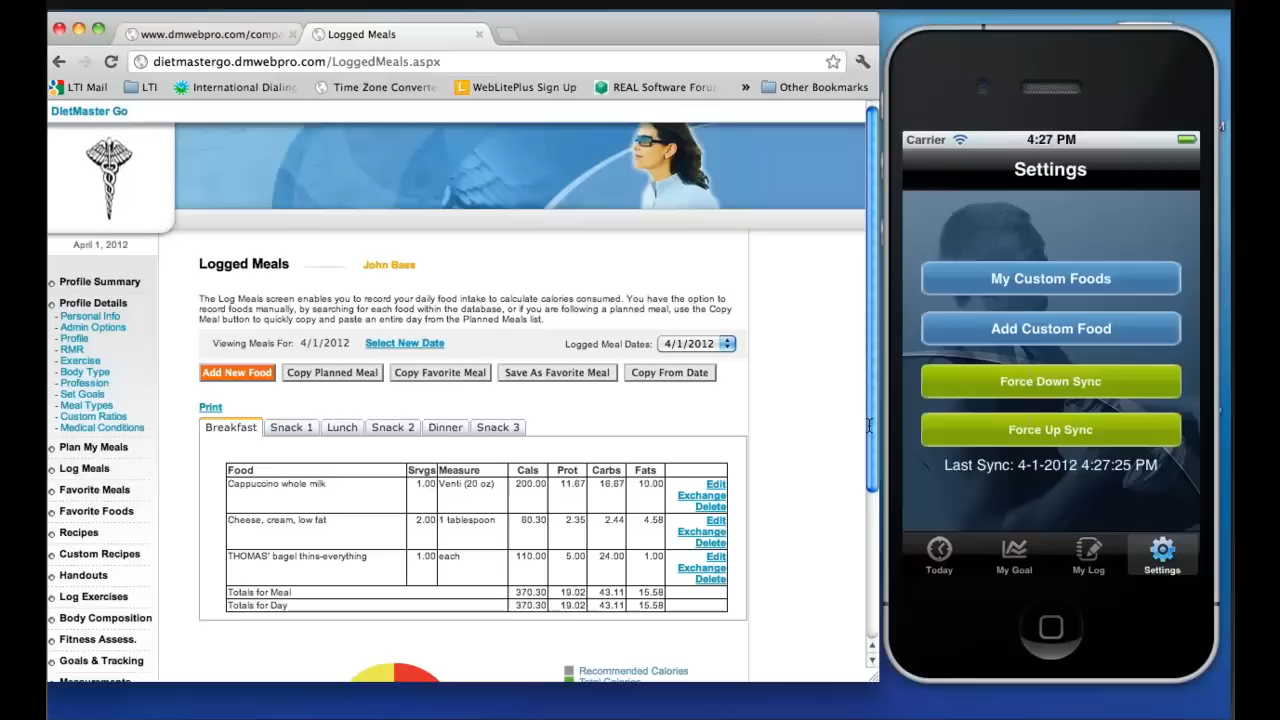 www.dmwebpro.com/compa
Logged Meals
dietmastergo.dmwebpro.com/LoggedMeals.aspx
LTI Mail
LTI
International Dialing
Time Zone Converte
WebLitePlus Sign Up
REAL Software Foru
»
Other Bookmarks
DietMaster Go
April 1, 2012
Profile Summary
Profile Details
- Personal Info
- Admin Options
- Profile
- RMR
- Exercise
- Body Type
- Profession
- Set Goals
- Meal Types
- Custom Ratios
- Medical Conditions
Plan My Meals
Log Meals
Favorite Meals
Favorite Foods
Recipes
Custom Recipes
Handouts
Log Exercises
Body Composition
Fitness Assess.
Goals & Tracking
Measurements
Logged Meals John Bass
The Log Meals screen enables you to record your daily food intake to calculate calories consumed. You have the option to
record foods manually, by searching for each food within the database, or if you are following a planned meal, use the Copy
Meal button to quickly copy and paste an entire day from the Planned Meals list.
Viewing Meals For: 4/1/2012 Select New Date Logged Meal Dates: 4/1/2012
Add New Food Copy Planned Meal Copy Favorite Meal Save As Favorite Meal Copy From Date
Print
Breakfast Snack 1 Lunch Snack 2 Dinner Snack 3
Food Srvgs Measure Cals Prot Carbs Fats
Cappuccino whole milk 1.00 Venti (20 oz) 200.00 11.67 16.67 10.00 Edit
Exchange
Delete
Cheese, cream, low fat 2.00 1 tablespoon 60.30 2.35 2.44 4.58 Edit
Exchange
Delete
THOMAS' bagel thins-everything 1.00 each 110.00 5.00 24.00 1.00 Edit
Exchange
Delete
Totals for Meal 370.30 19.02 43.11 15.58
Totals for Day 370.30 19.02 43.11 15.58
Recommended Calories
Total Calories
Carrier 4:27 PM
Settings
My Custom Foods
Add Custom Food
Force Down Sync
Force Up Sync
Last Sync: 4-1-2012 4:27:25 PM
Today My Goal My Log Settings